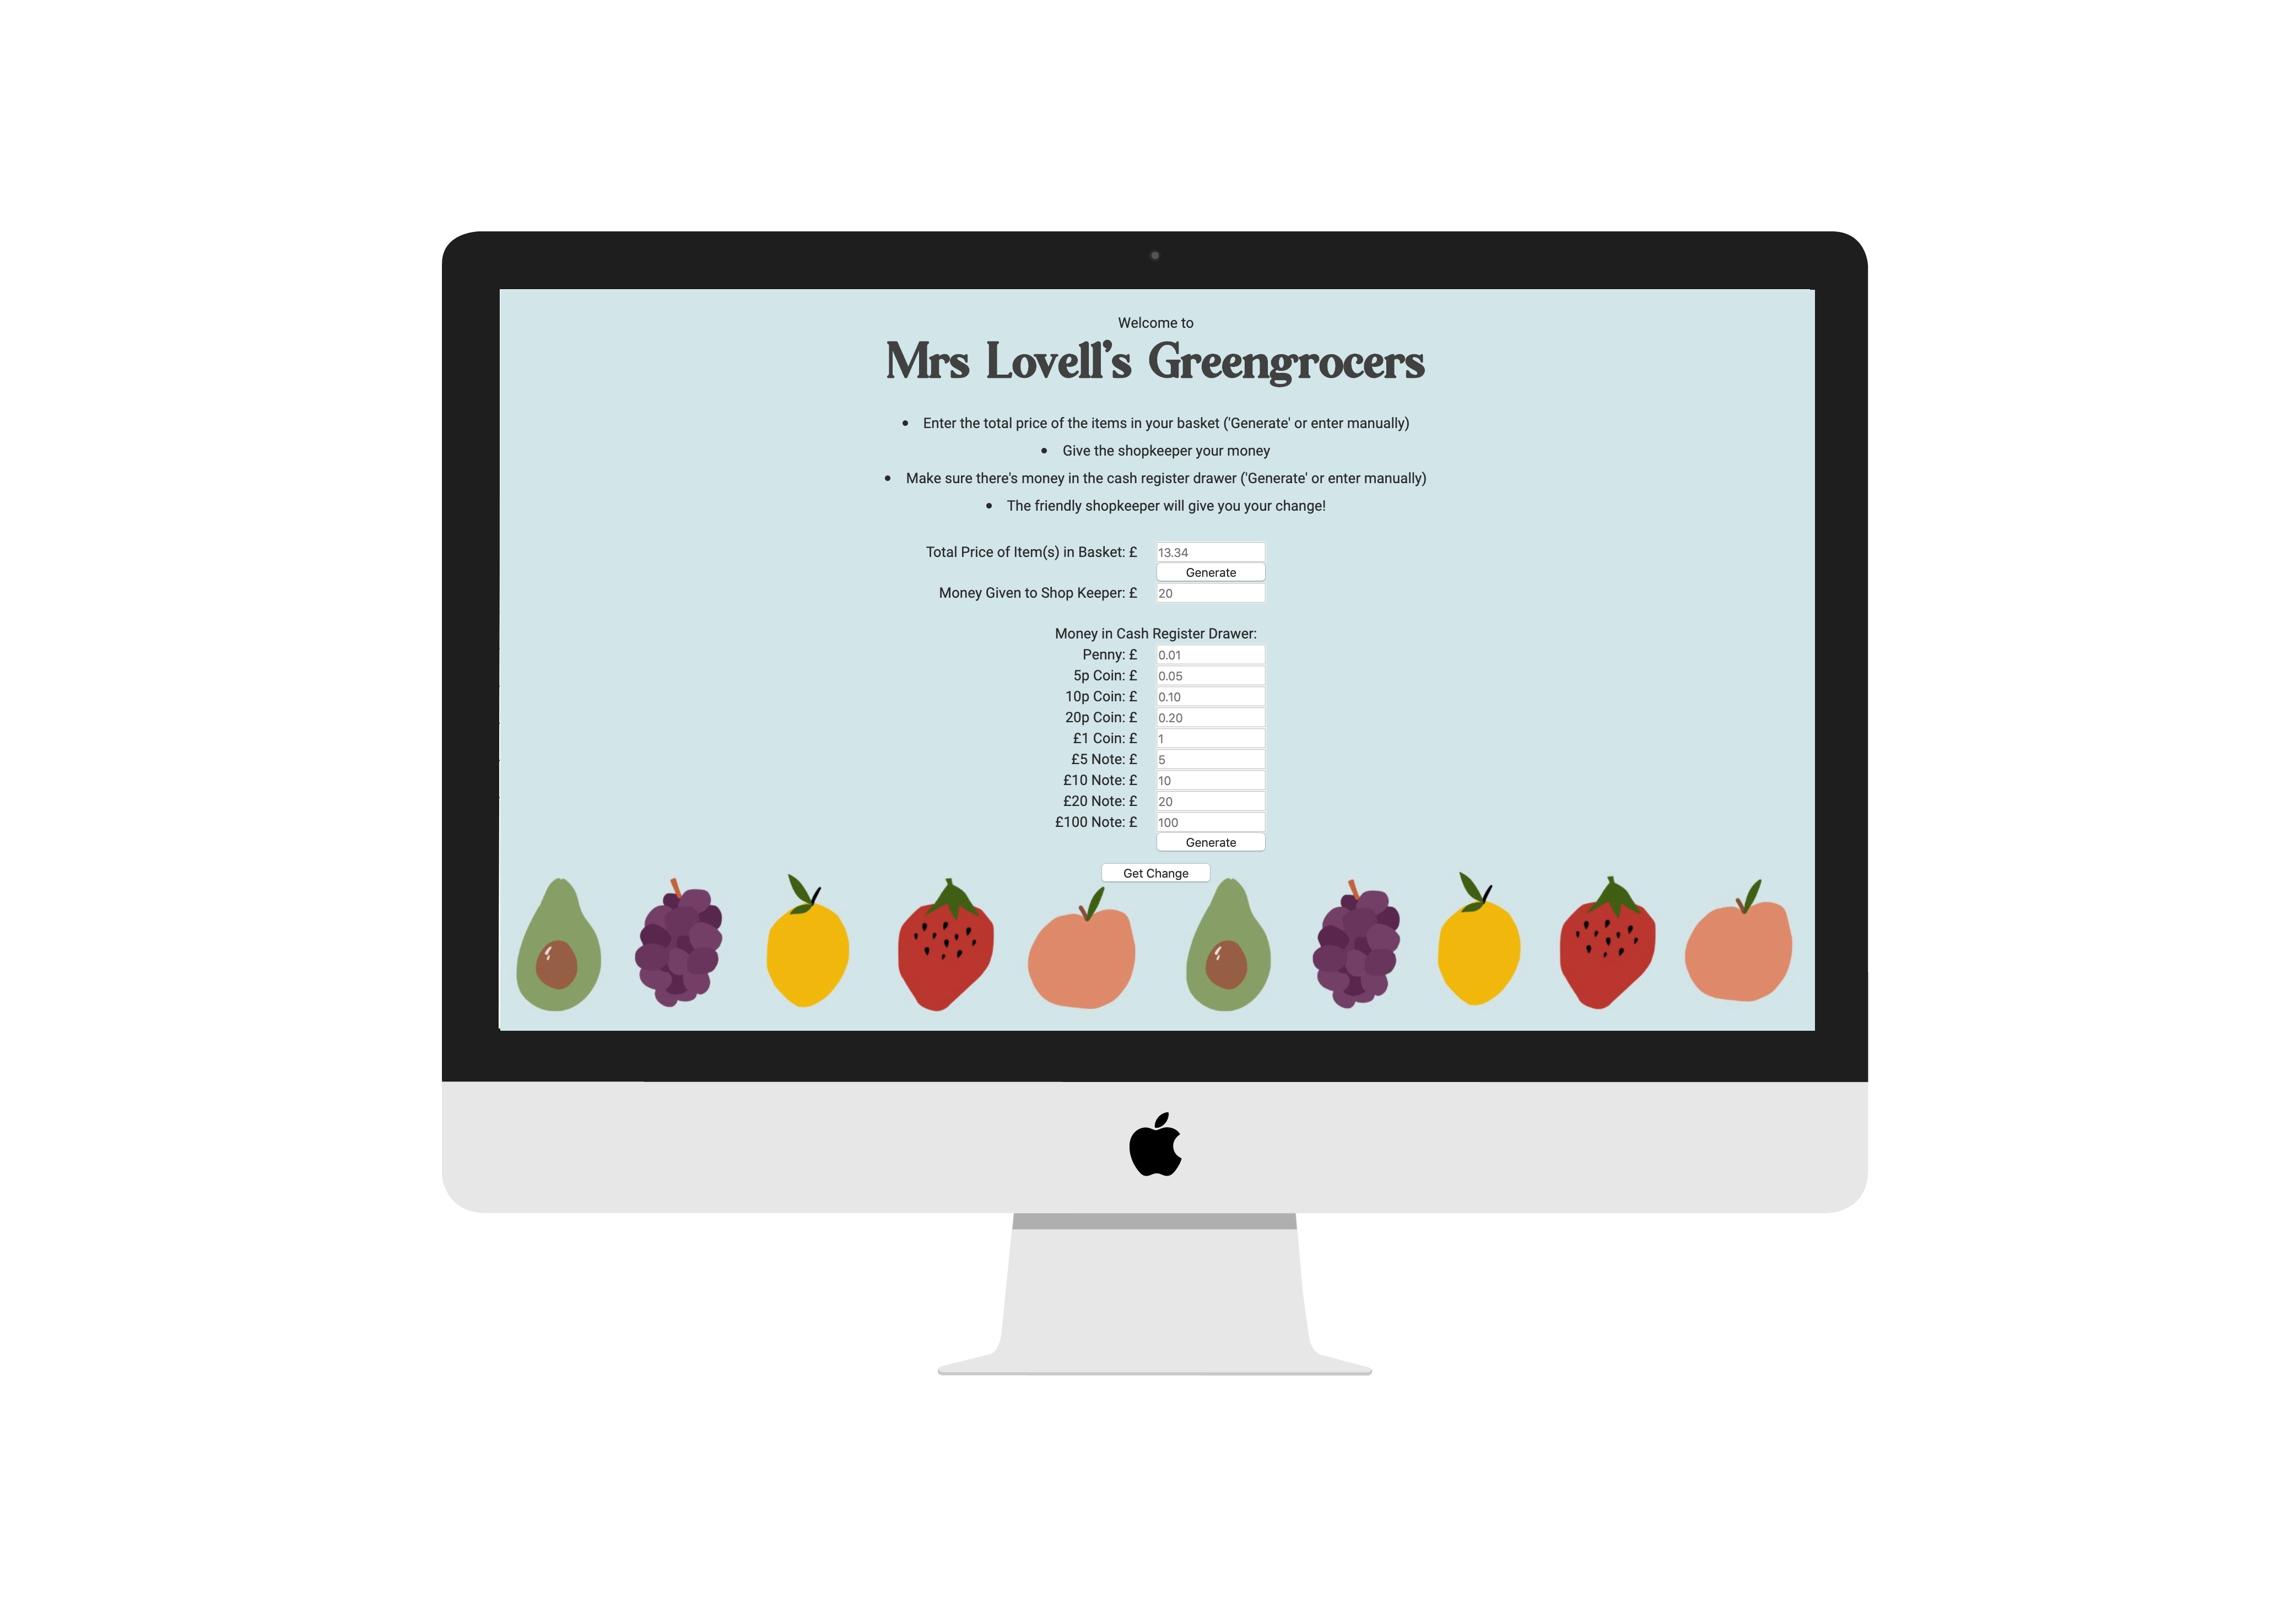 Welcome to
Mrs Lovell's Greengrocers
• Enter the total price of the items in your basket ('Generate' or enter manually)
• Give the shopkeeper your money
• Make sure there's money in the cash register drawer ('Generate' or enter manually)
• The friendly shopkeeper will give you your change!
Total Price of Item(s) in Basket: £ 13.34
Generate
Money Given to Shop Keeper: £ 20
Money in Cash Register Drawer:
Penny: £ 0.01
5p Coin: £ 0.05
10p Coin: £ 0.10
20p Coin: £ 0.20
£1 Coin: £ 1
£5 Note: £ 5
£10 Note: £ 10
£20 Note: £ 20
£100 Note: £ 100
Generate
Get Change